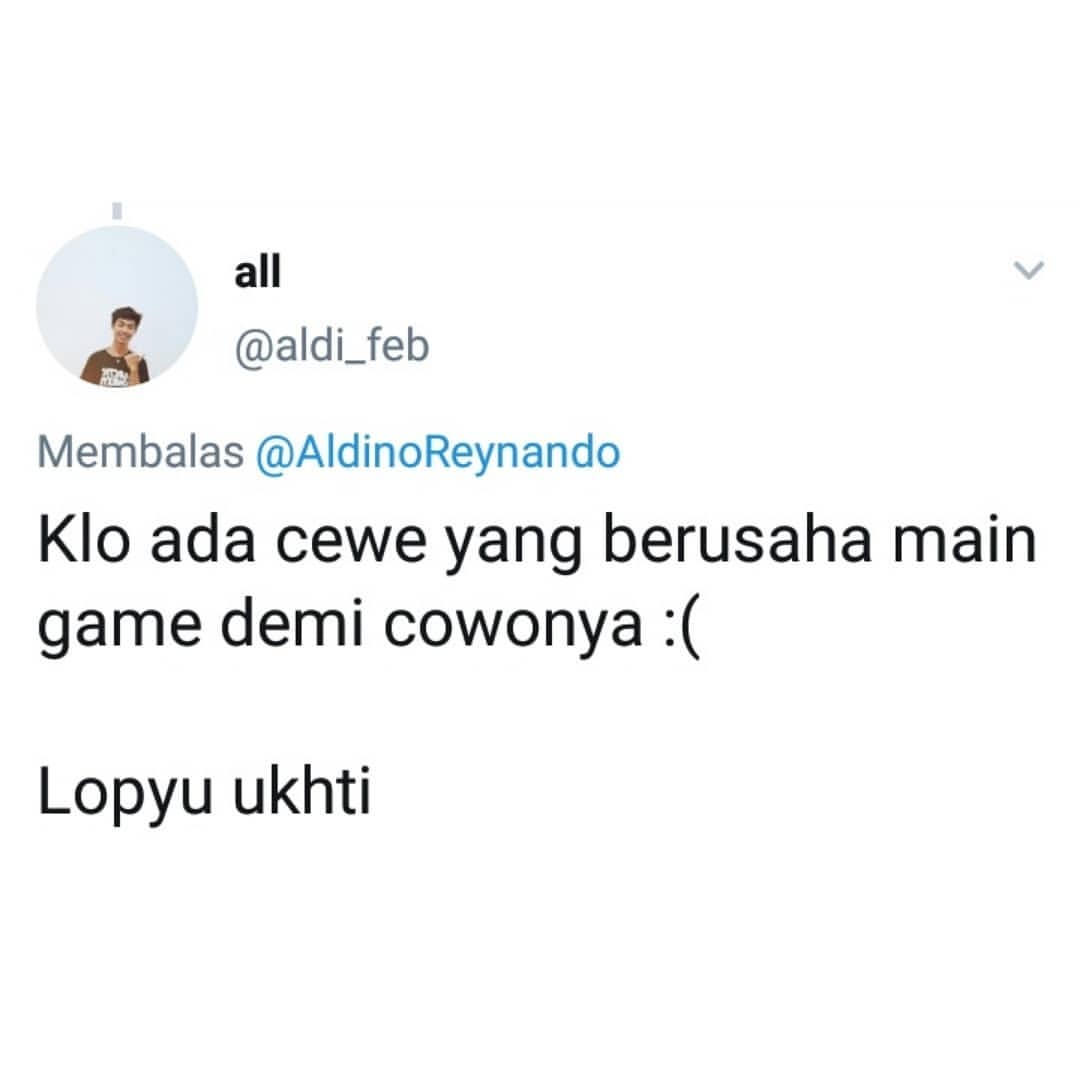 all
@aldi_feb
Membalas @AldinoReynando
Klo ada cewe yang berusaha main
game demi cowonya :(
Lopyu ukhti